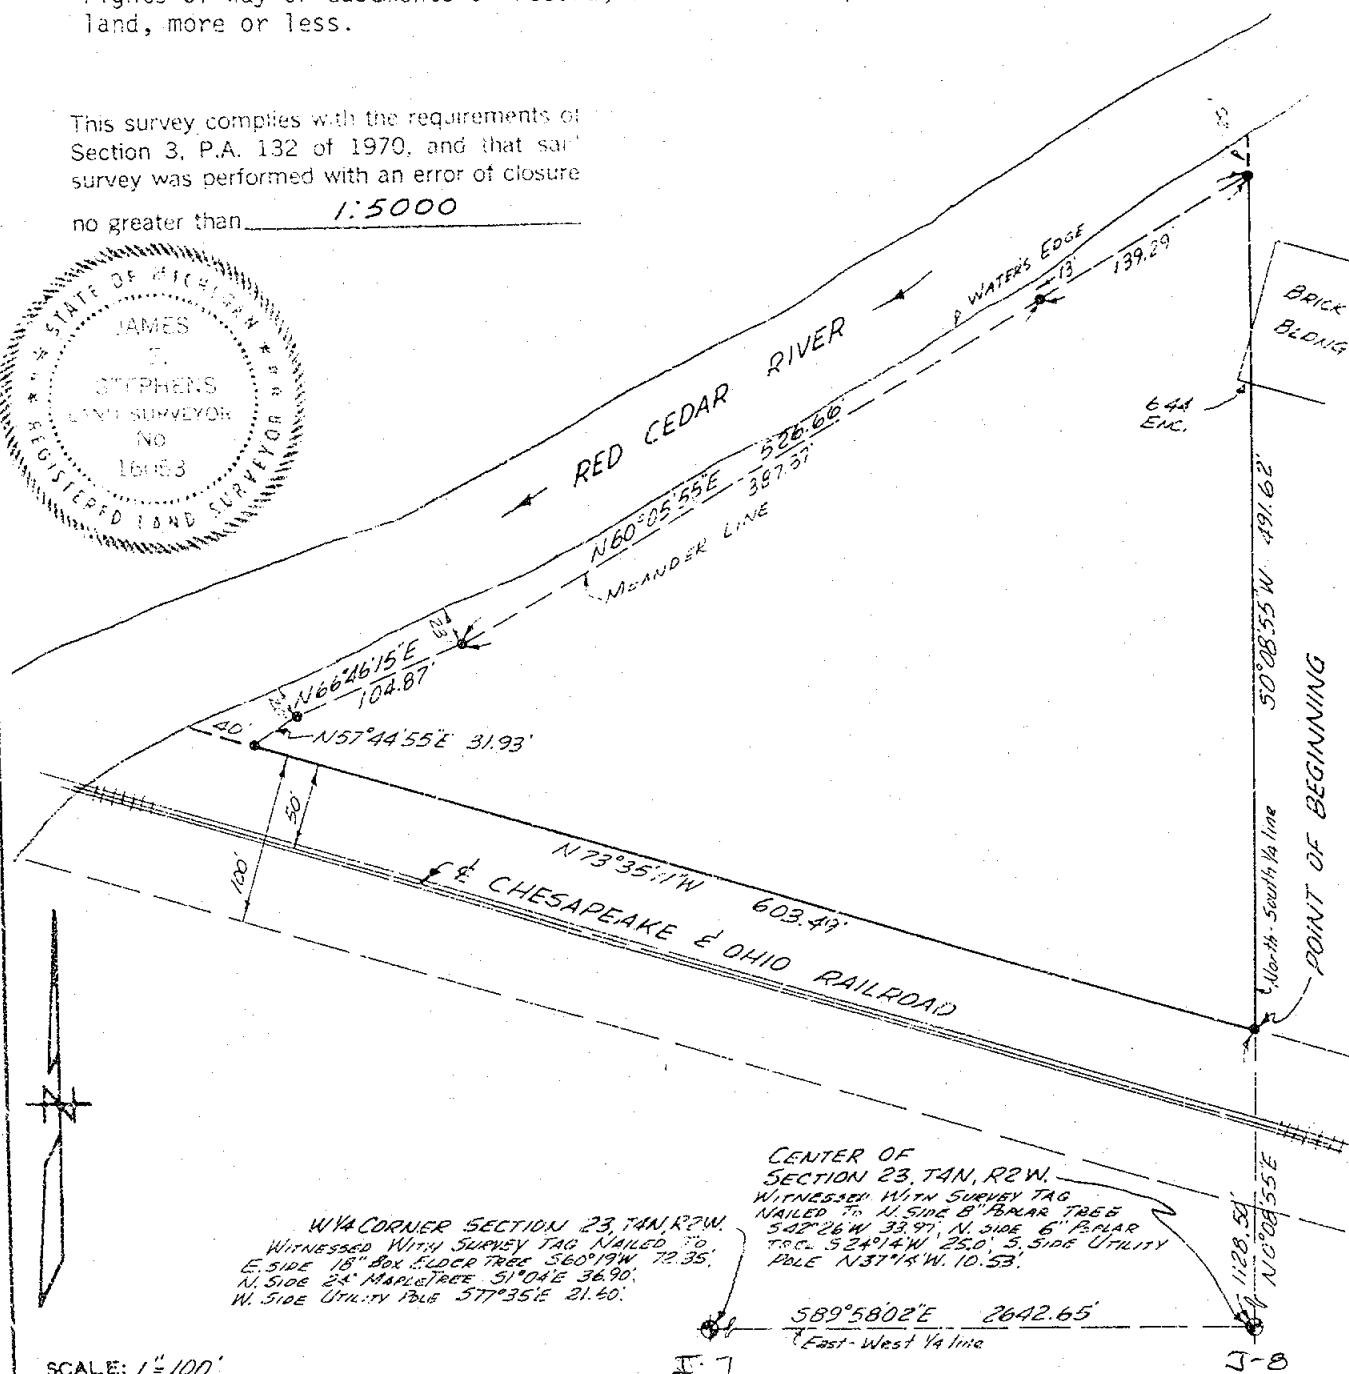 land, more or less.
This survey complies with the requirements of
Section 3, P.A. 132 of 1970, and that said
survey was performed with an error of closure
no greater than 1:5000
STATE OF MICHIGAN
REGISTERED LAND SURVEYOR
JAMES
STEPHENS
LAND SURVEYOR
No
WATER'S EDGE
13'
139.29'
BRICK
BLDNG
ENC.
RED CEDAR RIVER
N60°05'55"E 526.66'
387.37'
MEANDER LINE
S0°08'55"W 491.62'
23'
N66°46'15"E
104.87'
40'
N57°44'55"E 31.93'
50'
100'
N73°35'11"W 603.49'
℄ CHESAPEAKE & OHIO RAILROAD
North-South 1/4 line
POINT OF BEGINNING
N
CENTER OF
SECTION 23, T4N, R2W.
WITNESSED WITH SURVEY TAG
NAILED TO N. SIDE 8" POPLAR TREE
S42°26'W 33.97', N. SIDE 6" POPLAR
TREE S24°14'W 25.0', S. SIDE UTILITY
POLE N37°14'W. 10.53'.
W1/4 CORNER SECTION 23, T4N, R2W.
WITNESSED WITH SURVEY TAG NAILED TO
E. SIDE 18" BOX ELDER TREE S60°19'W 72.35',
N. SIDE 24" MAPLE TREE S1°04'E 36.90',
W. SIDE UTILITY POLE S77°35'E 21.60'.
1128.50'
N0°08'55"E
S89°58'02"E 2642.65'
East-West 1/4 line
SCALE: 1"=100'
J-8